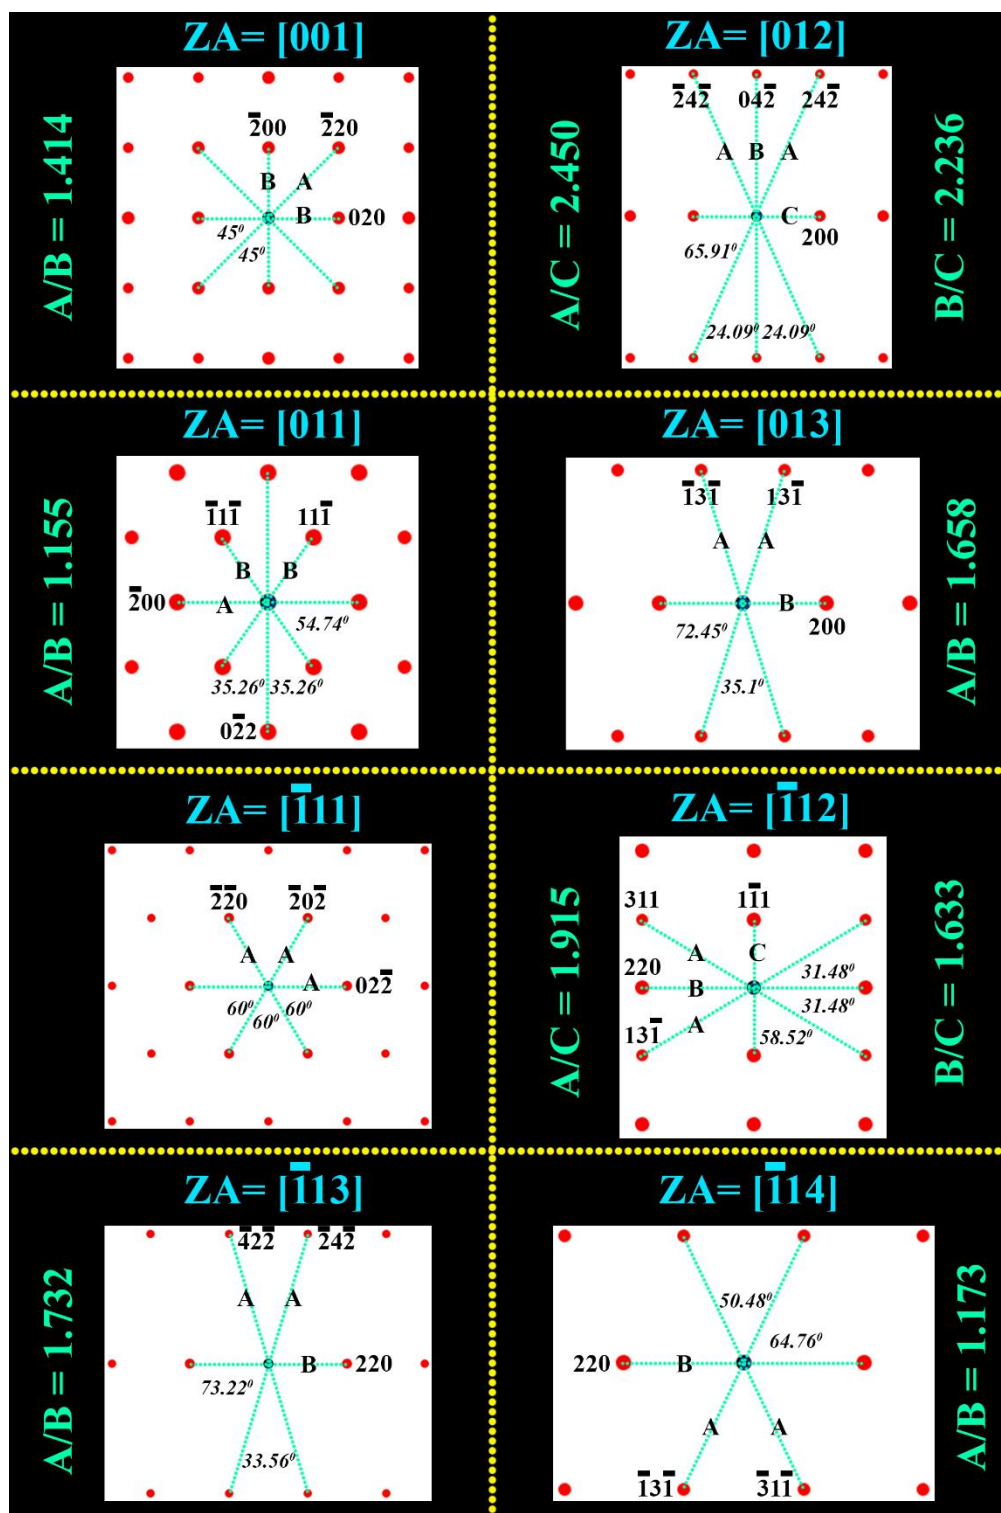 ZA= [001]
A/B = 1.414
2̄00
2̄20
B
A
B
020
45⁰
45⁰
ZA= [012]
A/C = 2.450
B/C = 2.236
2̄42̄
042̄
242̄
A
B
A
C
200
65.91⁰
24.09⁰
24.09⁰
ZA= [011]
A/B = 1.155
1̄11̄
111̄
B
B
2̄00
A
54.74⁰
35.26⁰
35.26⁰
02̄2
ZA= [013]
A/B = 1.658
1̄31̄
131̄
A
A
B
200
72.45⁰
35.1⁰
ZA= [1̄11]
2̄2̄0
2̄02̄
A
A
A
022̄
60⁰
60⁰
60⁰
ZA= [1̄12]
A/C = 1.915
B/C = 1.633
311
11̄1
A
C
220
B
31.48⁰
31.48⁰
131̄
A
58.52⁰
ZA= [1̄13]
A/B = 1.732
4̄22̄
2̄42̄
A
A
B
220
73.22⁰
33.56⁰
ZA= [1̄14]
A/B = 1.173
50.48⁰
64.76⁰
220
B
A
A
1̄31̄
3̄11̄